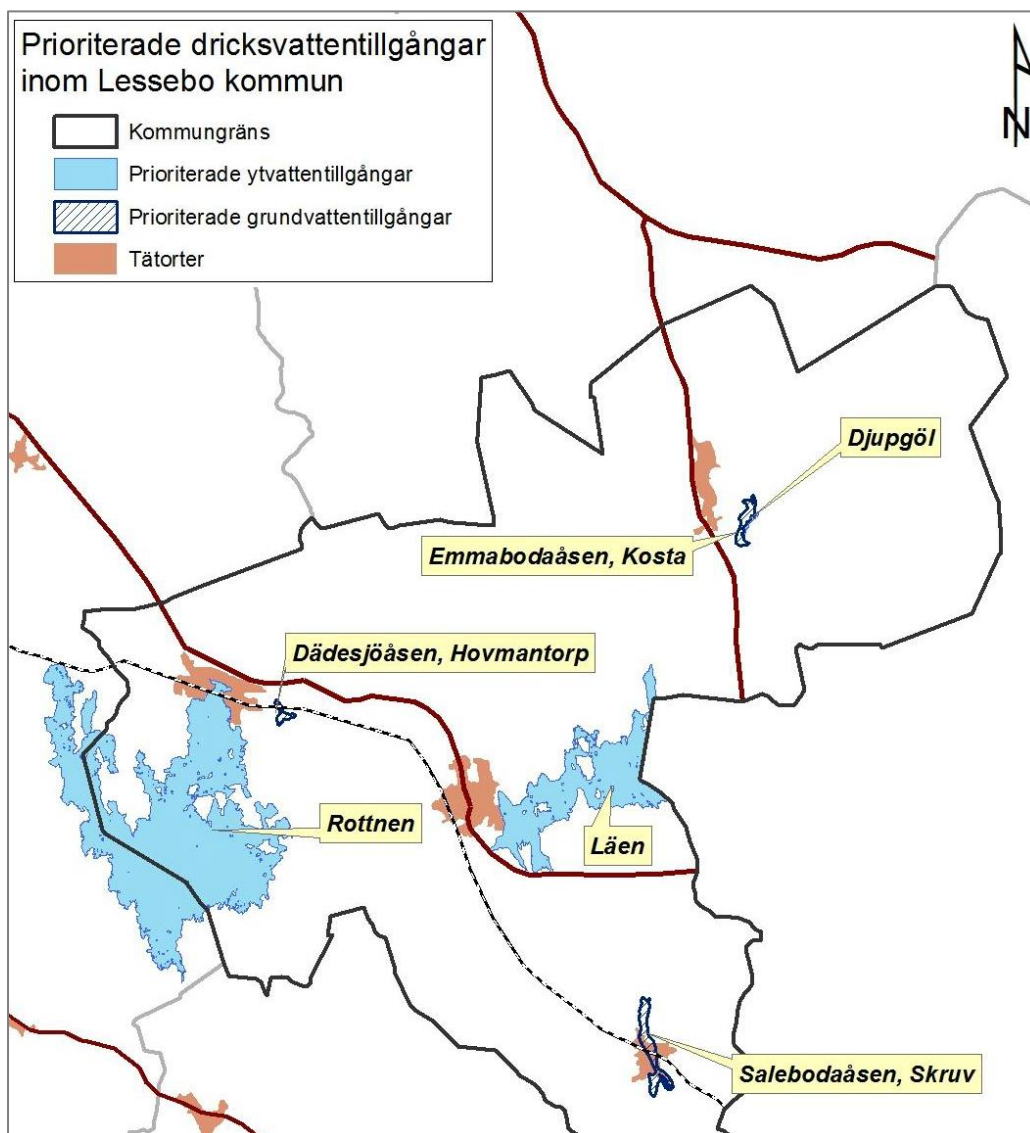 Prioriterade dricksvattentillgångar
inom Lessebo kommun
Kommungräns
Prioriterade ytvattentillgångar
Prioriterade grundvattentillgångar
Tätorter
N
Djupgöl
Emmabodaåsen, Kosta
Dädesjöåsen, Hovmantorp
Rottnen
Läen
Salebodaåsen, Skruv